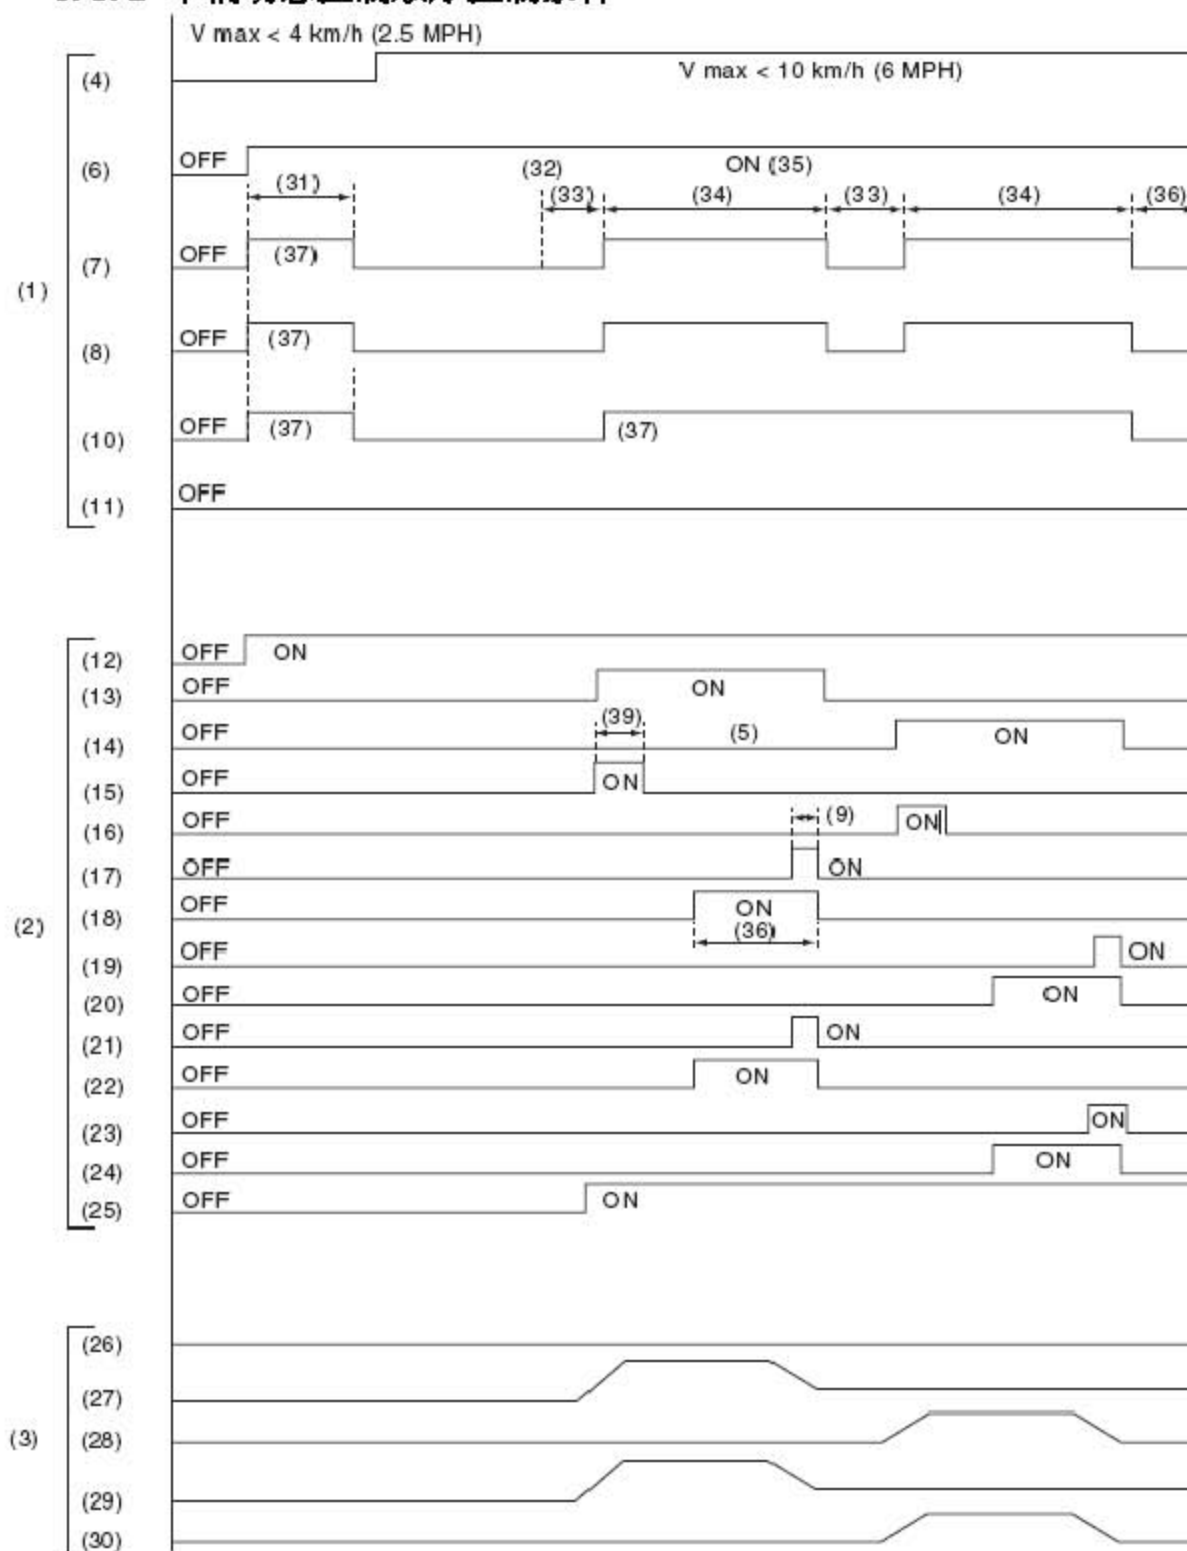 V max < 4 km/h (2.5 MPH)
(4)
V max < 10 km/h (6 MPH)
(6)
OFF
(32)
ON (35)
(31)
(33)
(34)
(33)
(34)
(36)
(7)
OFF
(37)
(1)
(8)
OFF
(37)
(10)
OFF
(37)
(37)
(11)
OFF
(12)
OFF
ON
(13)
OFF
ON
(39)
(14)
OFF
(5)
ON
(15)
OFF
ON
(16)
OFF
(9)
ON
(17)
OFF
ON
(2)
(18)
OFF
ON
(36)
(19)
OFF
ON
(20)
OFF
ON
(21)
OFF
ON
(22)
OFF
ON
(23)
OFF
ON
(24)
OFF
ON
(25)
OFF
ON
(26)
(27)
(3)
(28)
(29)
(30)